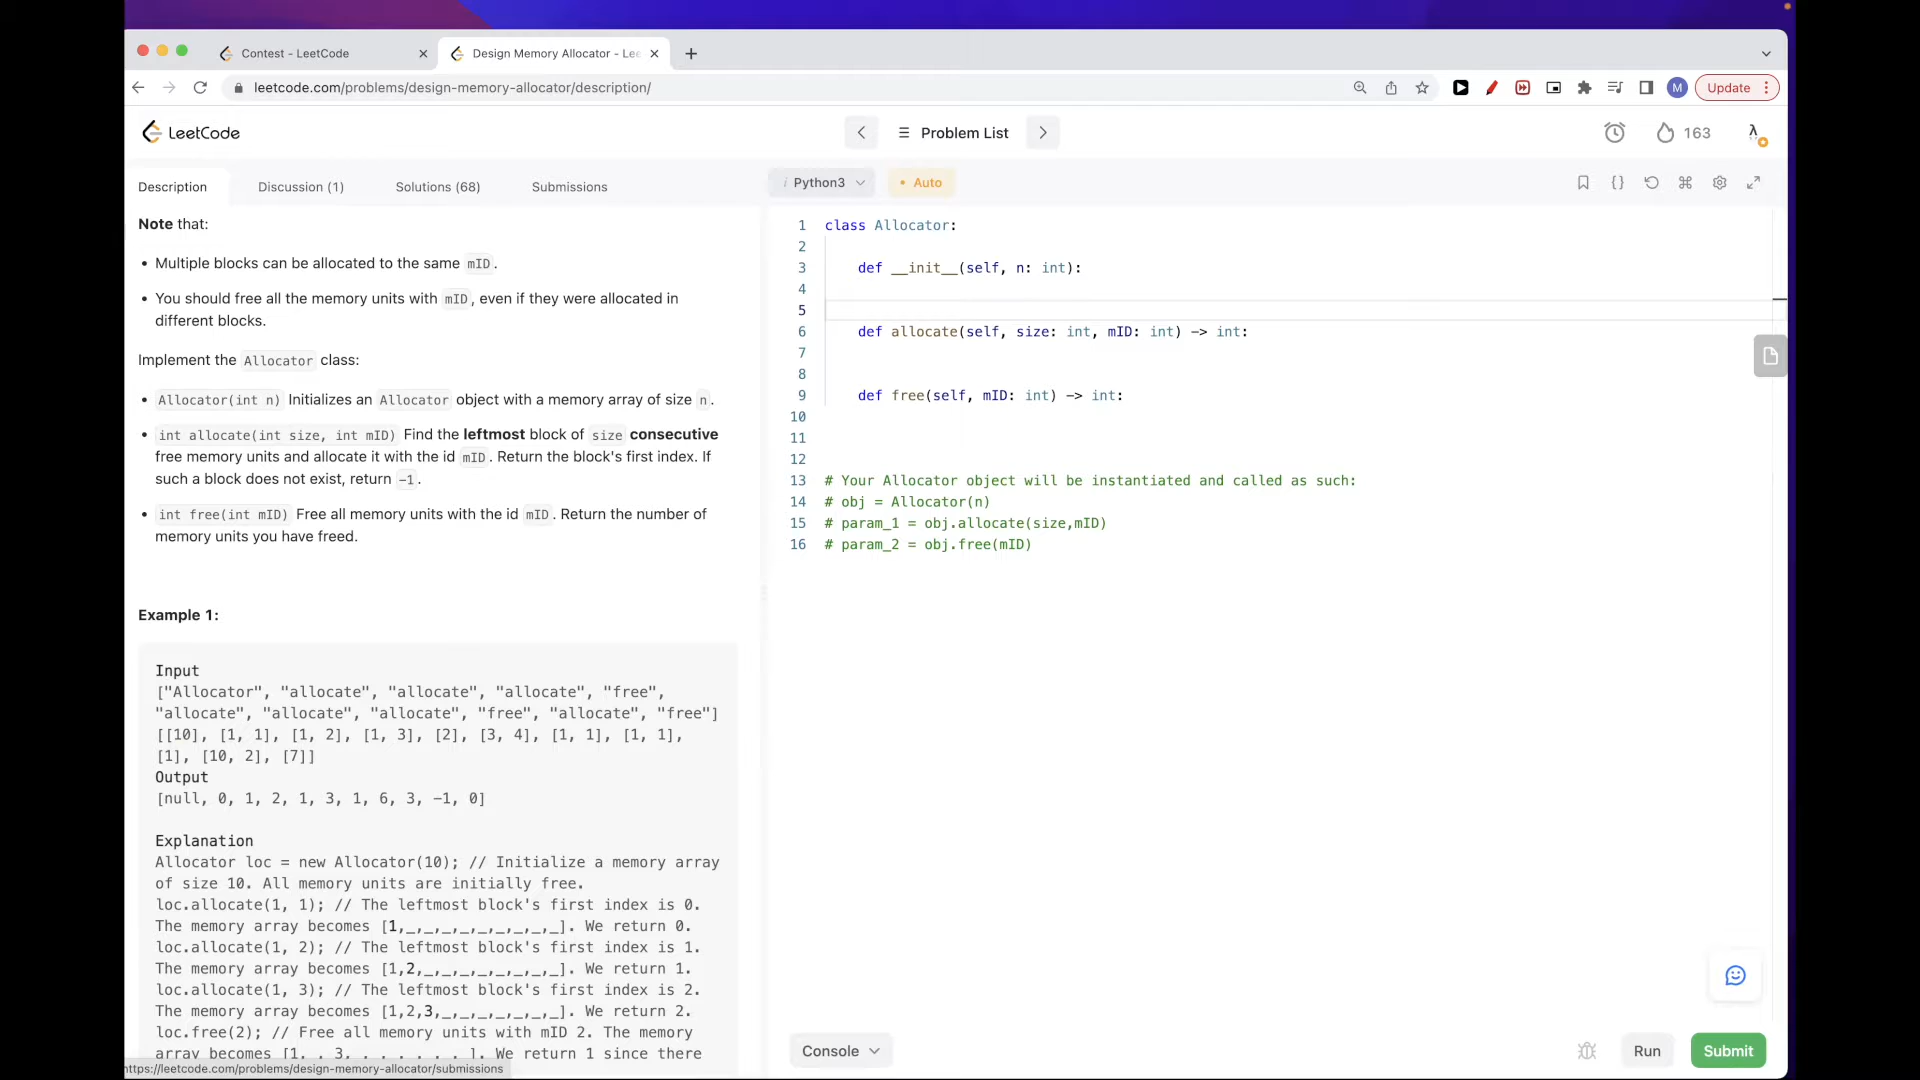 Contest - LeetCode
Design Memory Allocator - Lee
leetcode.com/problems/design-memory-allocator/description/
M
Update
LeetCode
Problem List
163
Description
Discussion (1)
Solutions (68)
Submissions
i Python3
• Auto
Note that:
• Multiple blocks can be allocated to the same mID.
• You should free all the memory units with mID, even if they were allocated in
different blocks.
Implement the Allocator class:
• Allocator(int n) Initializes an Allocator object with a memory array of size n.
• int allocate(int size, int mID) Find the leftmost block of size consecutive
free memory units and allocate it with the id mID. Return the block's first index. If
such a block does not exist, return -1.
• int free(int mID) Free all memory units with the id mID. Return the number of
memory units you have freed.
Example 1:
Input
["Allocator", "allocate", "allocate", "allocate", "free",
"allocate", "allocate", "allocate", "free", "allocate", "free"]
[[10], [1, 1], [1, 2], [1, 3], [2], [3, 4], [1, 1], [1, 1],
[1], [10, 2], [7]]
Output
[null, 0, 1, 2, 1, 3, 1, 6, 3, -1, 0]
Explanation
Allocator loc = new Allocator(10); // Initialize a memory array
of size 10. All memory units are initially free.
loc.allocate(1, 1); // The leftmost block's first index is 0.
The memory array becomes [1,_,_,_,_,_,_,_,_,_]. We return 0.
loc.allocate(1, 2); // The leftmost block's first index is 1.
The memory array becomes [1,2,_,_,_,_,_,_,_,_]. We return 1.
loc.allocate(1, 3); // The leftmost block's first index is 2.
The memory array becomes [1,2,3,_,_,_,_,_,_,_]. We return 2.
loc.free(2); // Free all memory units with mID 2. The memory
array becomes [1, , 3, , , , , , , ]. We return 1 since there
https://leetcode.com/problems/design-memory-allocator/submissions
1 class Allocator:
2
3 def __init__(self, n: int):
4
5
6 def allocate(self, size: int, mID: int) -> int:
7
8
9 def free(self, mID: int) -> int:
10
11
12
13 # Your Allocator object will be instantiated and called as such:
14 # obj = Allocator(n)
15 # param_1 = obj.allocate(size,mID)
16 # param_2 = obj.free(mID)
Console
Run
Submit